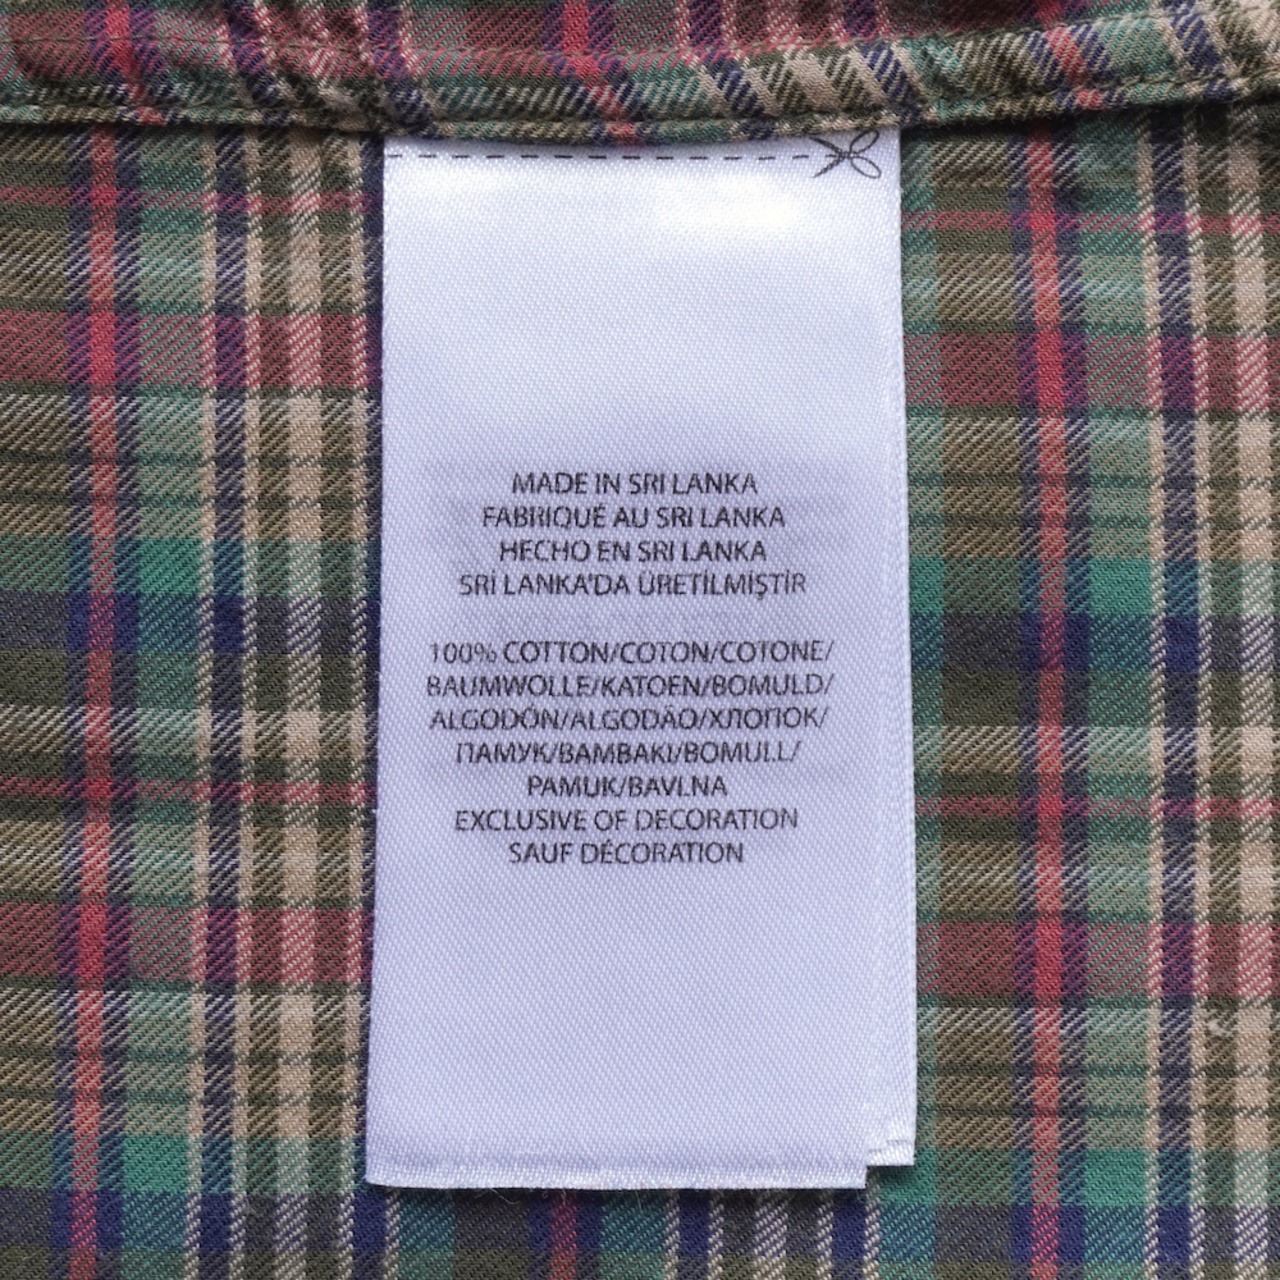 MADE IN SRI LANKA
FABRIQUÉ AU SRI LANKA
HECHO EN SRI LANKA
SRİ LANKA'DA ÜRETİLMİŞTİR
100% COTTON/COTON/COTONE/
BAUMWOLLE/KATOEN/BOMULD/
ALGODÓN/ALGODÃO/ХЛОПОК/
ПАМУК/BAMBAKI/BOMULL/
PAMUK/BAVLNA
EXCLUSIVE OF DECORATION
SAUF DÉCORATION